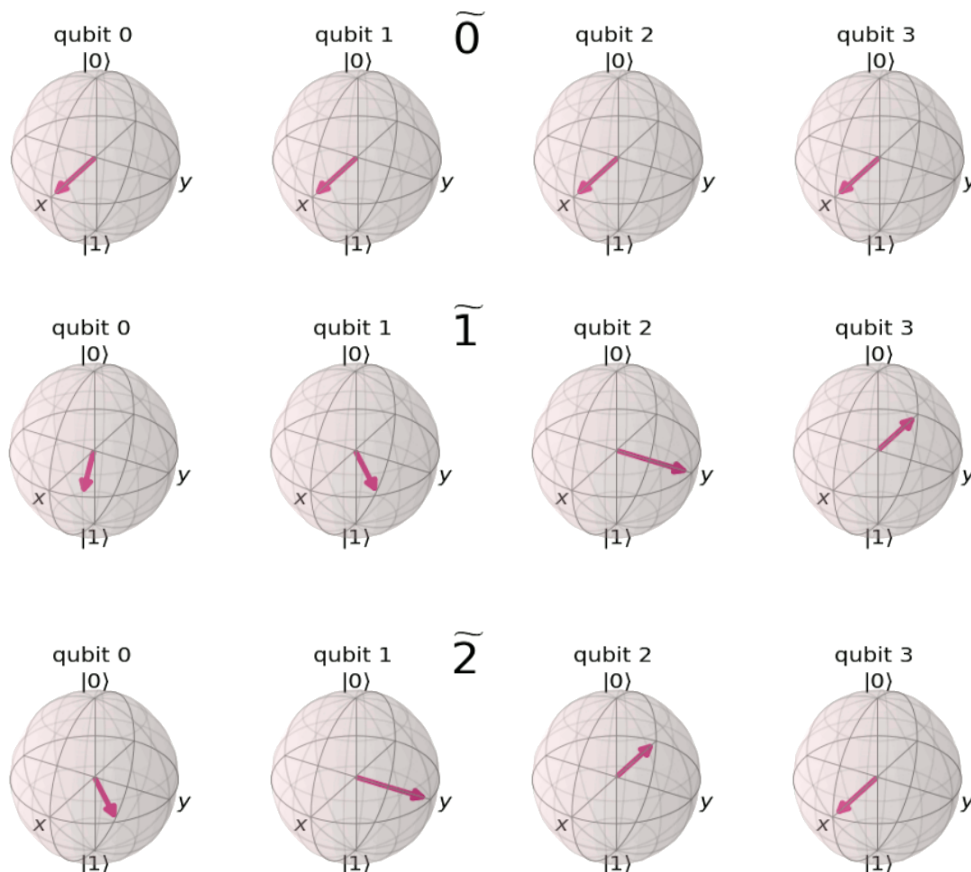 0̃
qubit 0 qubit 1 qubit 2 qubit 3
|0⟩ |0⟩ |0⟩ |0⟩
y y y y
x x x x
|1⟩ |1⟩ |1⟩ |1⟩
1̃
qubit 0 qubit 1 qubit 2 qubit 3
|0⟩ |0⟩ |0⟩ |0⟩
y y y y
x x x x
|1⟩ |1⟩ |1⟩ |1⟩
2̃
qubit 0 qubit 1 qubit 2 qubit 3
|0⟩ |0⟩ |0⟩ |0⟩
y y y y
x x x x
|1⟩ |1⟩ |1⟩ |1⟩